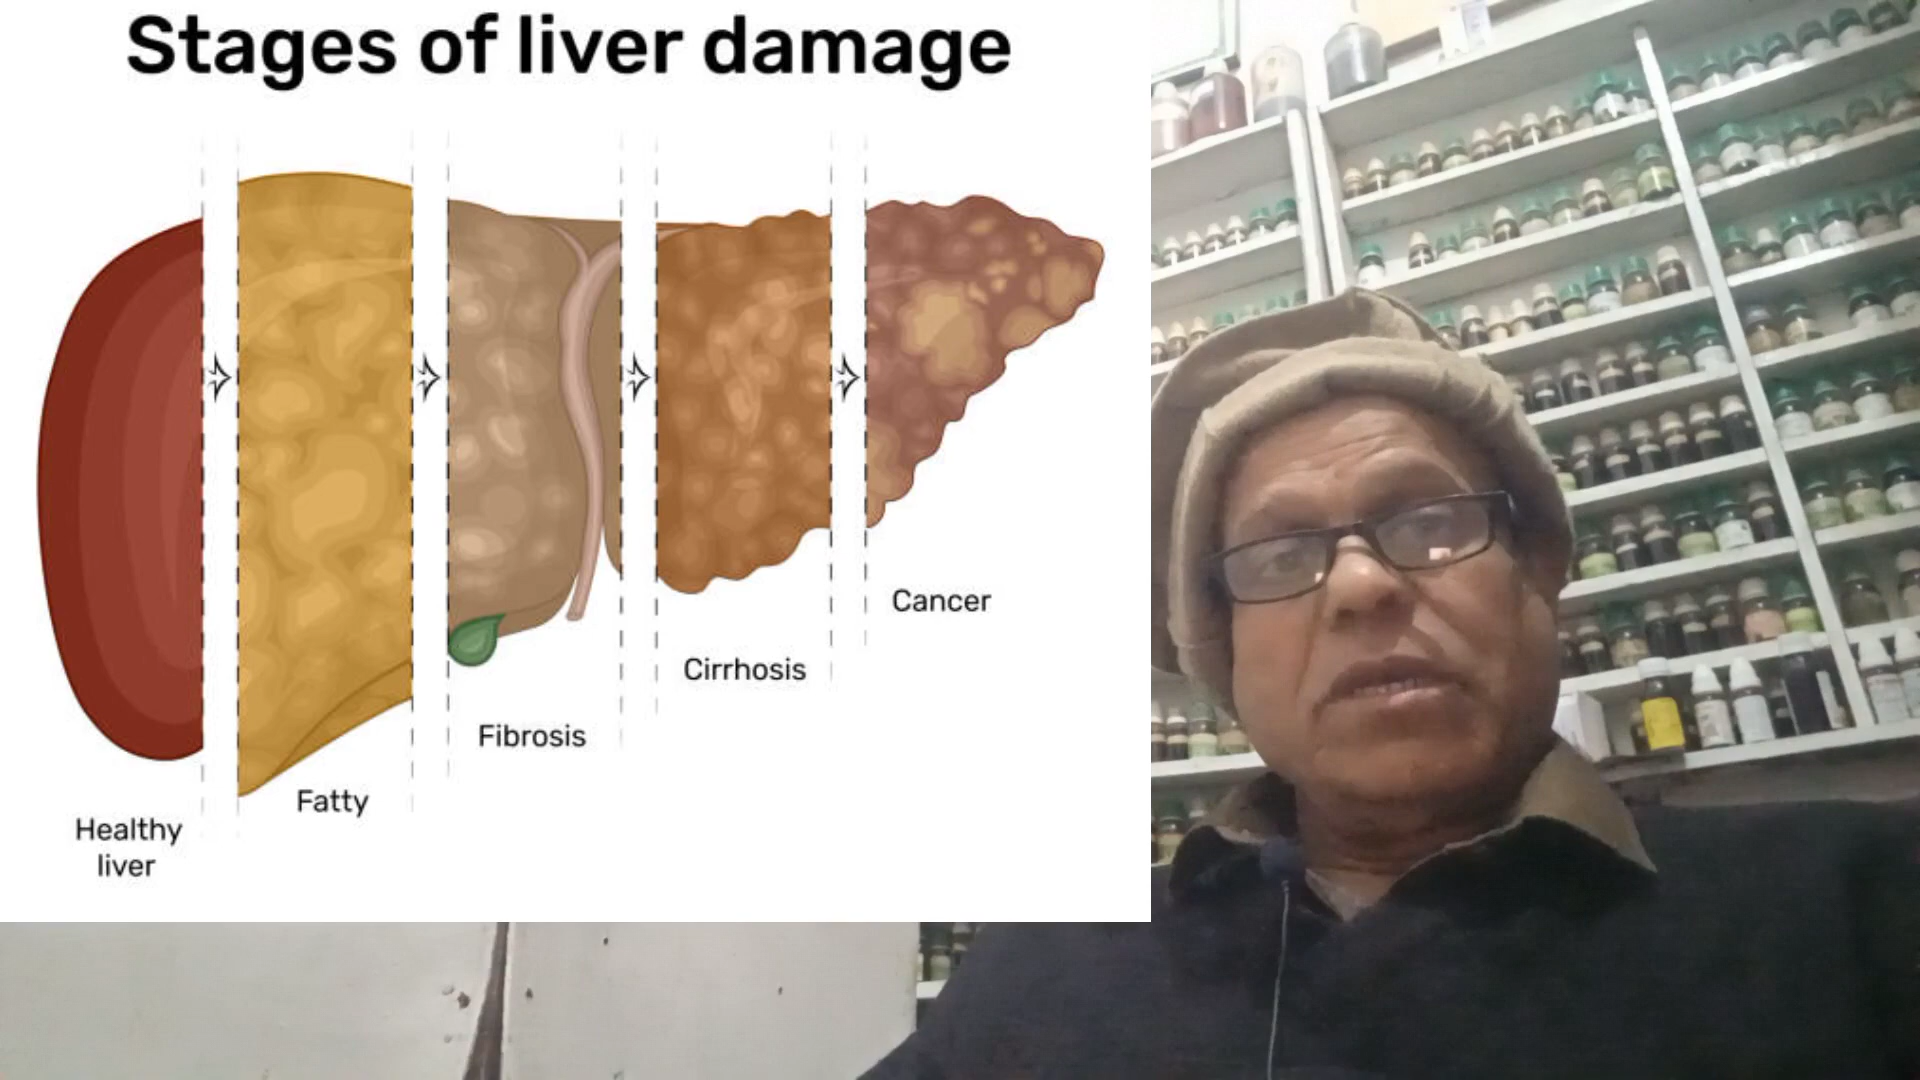 Stages of liver damage
Healthy
liver
Fatty
Fibrosis
Cirrhosis
Cancer